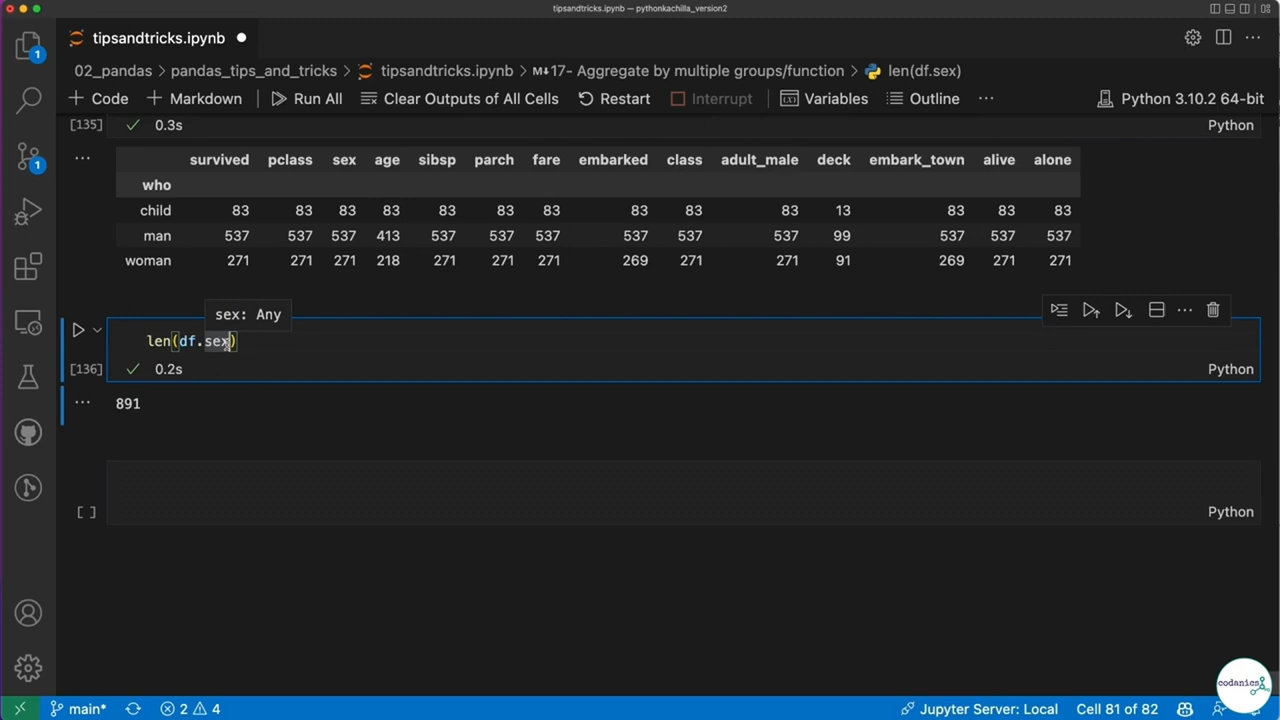 tipsandtricks.ipynb — pythonkachilla_version2
tipsandtricks.ipynb
02_pandas > pandas_tips_and_tricks > tipsandtricks.ipynb > M↓17- Aggregate by multiple groups/function > len(df.sex)
+ Code + Markdown Run All Clear Outputs of All Cells Restart Interrupt Variables Outline ... Python 3.10.2 64-bit
[135] 0.3s Python
... survived pclass sex age sibsp parch fare embarked class adult_male deck embark_town alive alone
who
child 83 83 83 83 83 83 83 83 83 83 13 83 83 83
man 537 537 537 413 537 537 537 537 537 537 99 537 537 537
woman 271 271 271 218 271 271 271 269 271 271 91 269 271 271
sex: Any
len(df.sex)
[136] 0.2s Python
... 891
[ ] Python
1
1
codanics
main* 2 4 Jupyter Server: Local Cell 81 of 82